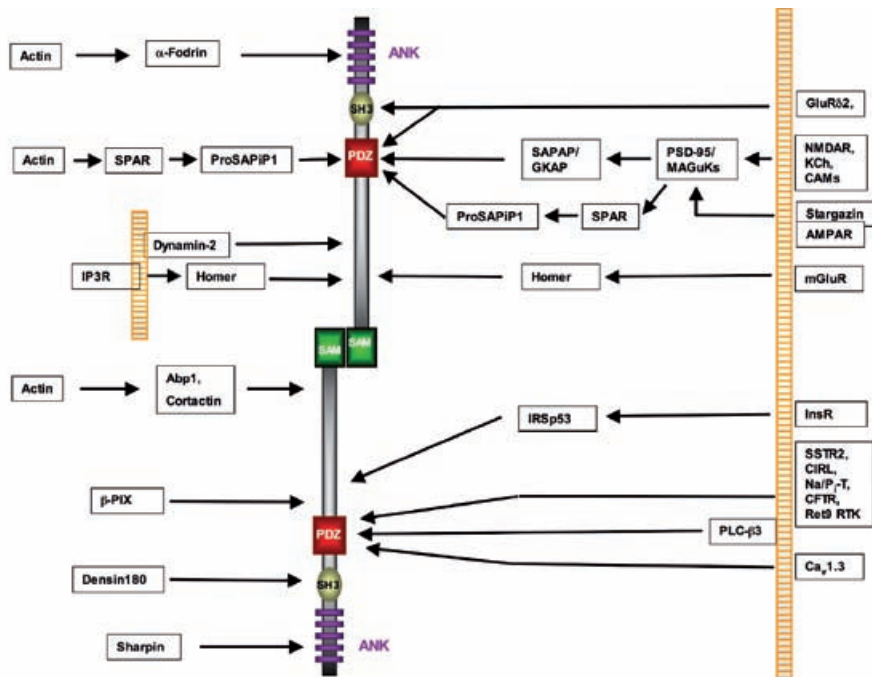 Actin
α-Fodrin
ANK
SH3
GluRδ2,
Actin
SPAR
ProSAPiP1
PDZ
SAPAP/
GKAP
PSD-95/
MAGuKs
NMDAR,
KCh,
CAMs
ProSAPiP1
SPAR
Stargazin
AMPAR
Dynamin-2
IP3R
Homer
Homer
mGluR
SAM
SAM
Actin
Abp1,
Cortactin
IRSp53
InsR
SSTR2,
CIRL,
Na/Pi-T,
CFTR,
Ret9 RTK
β-PIX
PDZ
PLC-β3
Cav1.3
Densin180
SH3
Sharpin
ANK